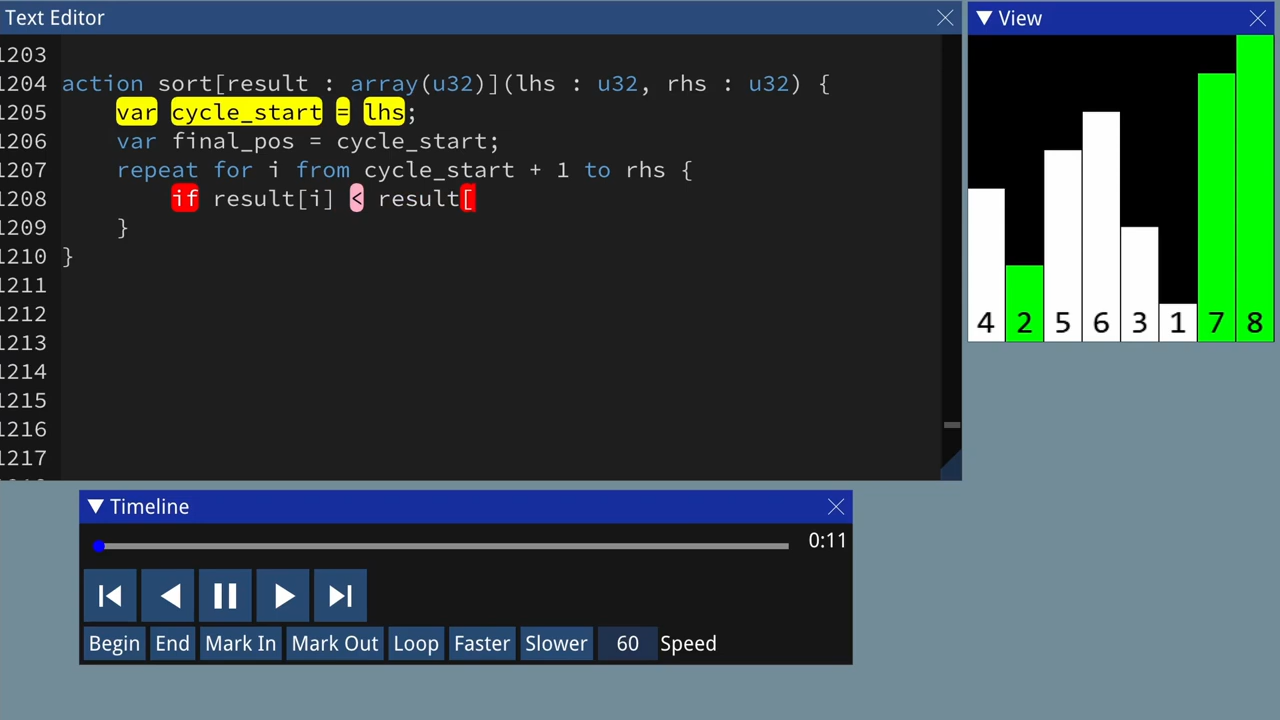 Text Editor
1203
1204 action sort[result : array(u32)](lhs : u32, rhs : u32) {
1205 var cycle_start = lhs;
1206 var final_pos = cycle_start;
1207 repeat for i from cycle_start + 1 to rhs {
1208 if result[i] < result[
1209 }
1210 }
1211
1212
1213
1214
1215
1216
1217
View
4 2 5 6 3 1 7 8
Timeline
0:11
Begin End Mark In Mark Out Loop Faster Slower 60 Speed